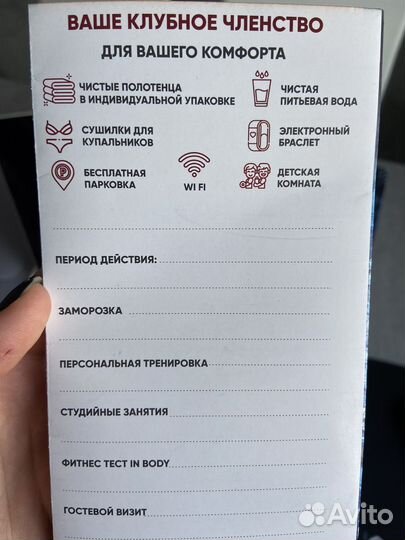 ВАШЕ КЛУБНОЕ ЧЛЕНСТВО
ДЛЯ ВАШЕГО КОМФОРТА
ЧИСТЫЕ ПОЛОТЕНЦА
В ИНДИВИДУАЛЬНОЙ УПАКОВКЕ
ЧИСТАЯ
ПИТЬЕВАЯ ВОДА
СУШИЛКИ ДЛЯ
КУПАЛЬНИКОВ
ЭЛЕКТРОННЫЙ
БРАСЛЕТ
БЕСПЛАТНАЯ
ПАРКОВКА
WI FI
ДЕТСКАЯ
КОМНАТА
ПЕРИОД ДЕЙСТВИЯ:
ЗАМОРОЗКА
ПЕРСОНАЛЬНАЯ ТРЕНИРОВКА
СТУДИЙНЫЕ ЗАНЯТИЯ
ФИТНЕС ТЕСТ IN BODY
ГОСТЕВОЙ ВИЗИТ
Avito